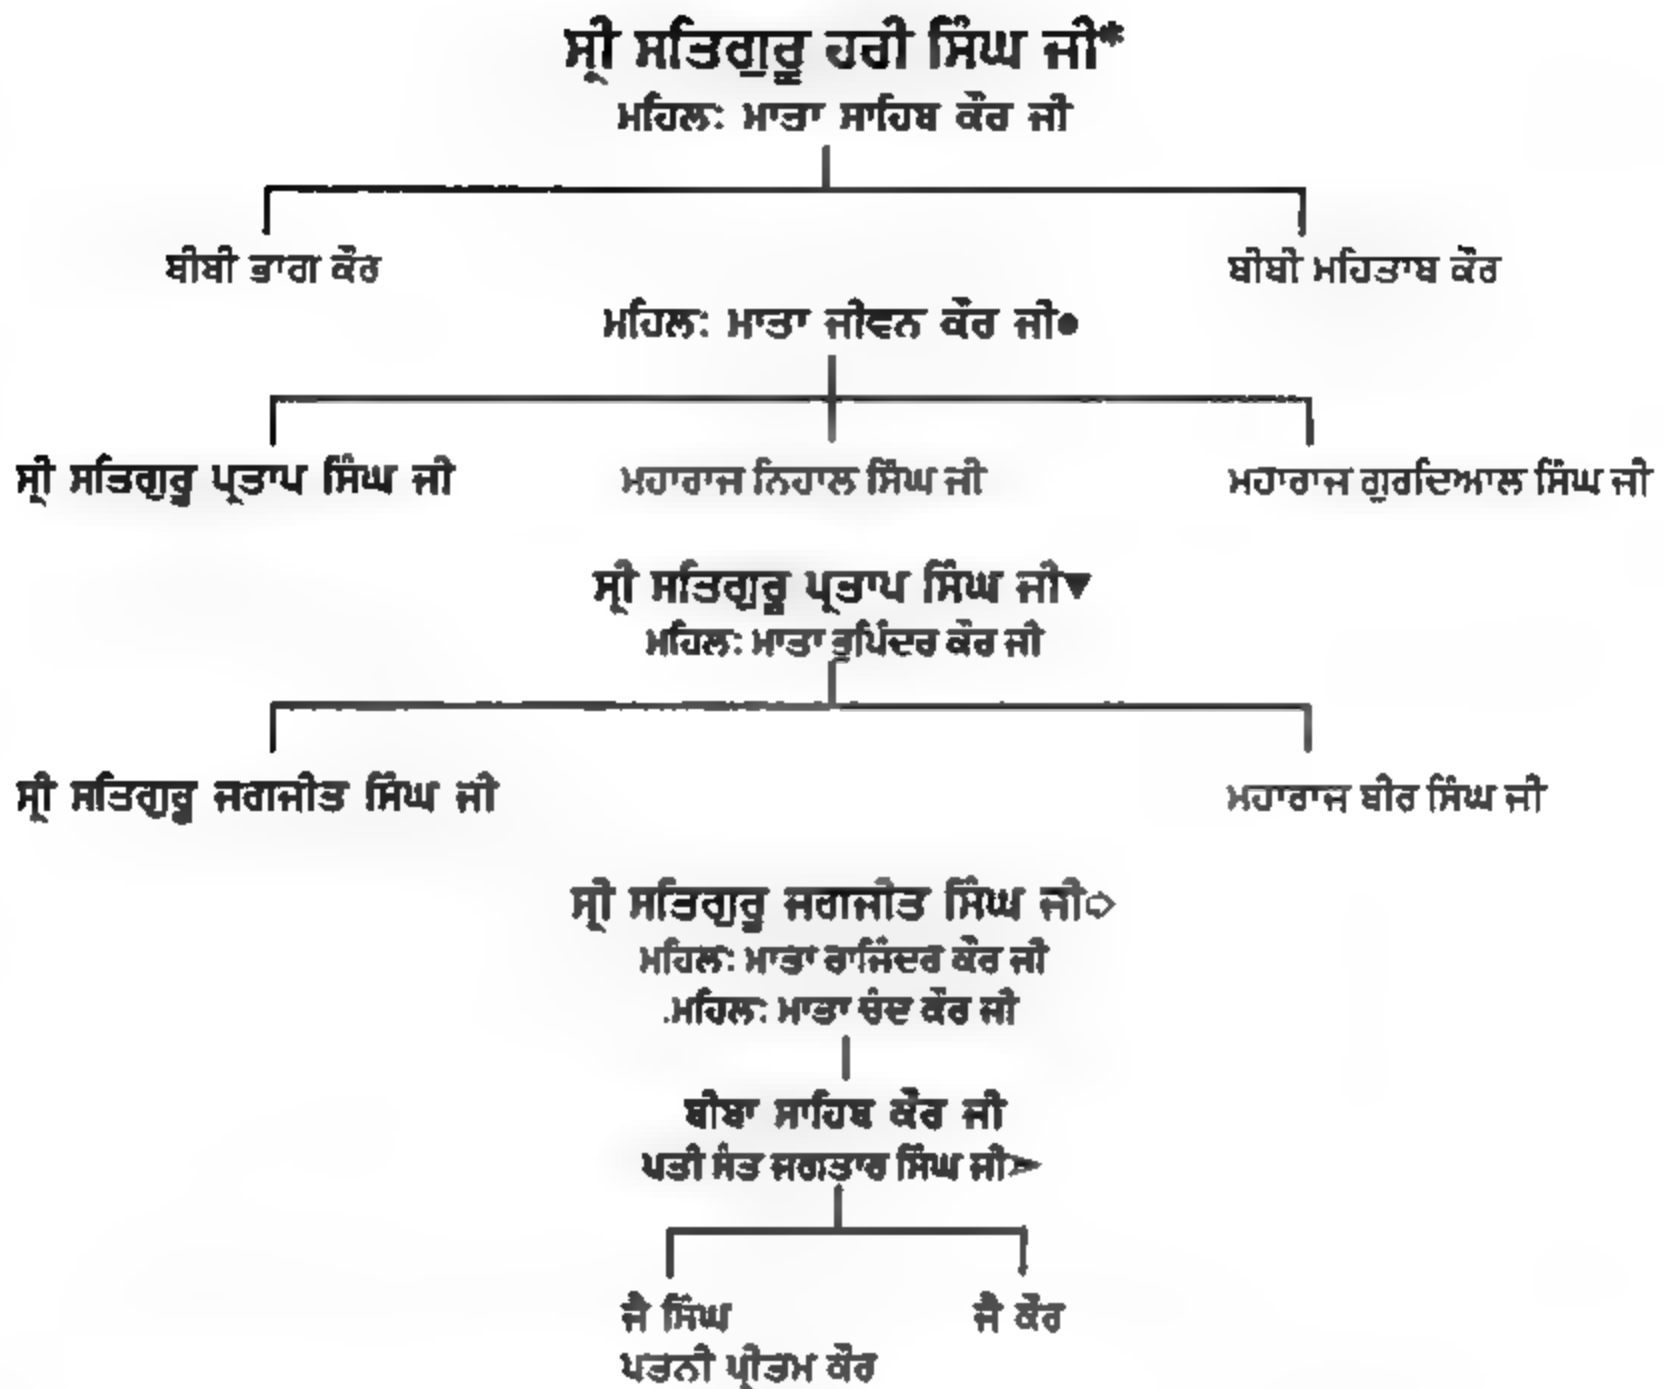 ਸ੍ਰੀ ਸਤਿਗੁਰੂ ਹਰੀ ਸਿੰਘ ਜੀ*
ਮਹਿਲ: ਮਾਤਾ ਸਾਹਿਬ ਕੌਰ ਜੀ
ਬੀਬੀ ਭਾਗ ਕੌਰ
ਬੀਬੀ ਮਹਿਤਾਬ ਕੌਰ
ਮਹਿਲ: ਮਾਤਾ ਜੀਵਨ ਕੌਰ ਜੀ●
ਸ੍ਰੀ ਸਤਿਗੁਰੂ ਪ੍ਰਤਾਪ ਸਿੰਘ ਜੀ
ਮਹਾਰਾਜ ਨਿਹਾਲ ਸਿੰਘ ਜੀ
ਮਹਾਰਾਜ ਗੁਰਦਿਆਲ ਸਿੰਘ ਜੀ
ਸ੍ਰੀ ਸਤਿਗੁਰੂ ਪ੍ਰਤਾਪ ਸਿੰਘ ਜੀ▼
ਮਹਿਲ: ਮਾਤਾ ਭੁਪਿੰਦਰ ਕੌਰ ਜੀ
ਸ੍ਰੀ ਸਤਿਗੁਰੂ ਜਗਜੀਤ ਸਿੰਘ ਜੀ
ਮਹਾਰਾਜ ਬੀਰ ਸਿੰਘ ਜੀ
ਸ੍ਰੀ ਸਤਿਗੁਰੂ ਜਗਜੀਤ ਸਿੰਘ ਜੀ➪
ਮਹਿਲ: ਮਾਤਾ ਰਾਜਿੰਦਰ ਕੌਰ ਜੀ
ਮਹਿਲ: ਮਾਤਾ ਚੰਦ ਕੌਰ ਜੀ
ਬੀਬਾ ਸਾਹਿਬ ਕੌਰ ਜੀ
ਪਤੀ ਸੰਤ ਜਗਤਾਰ ਸਿੰਘ ਜੀ➢
ਜੈ ਸਿੰਘ
ਜੈ ਕੌਰ
ਪਤਨੀ ਪ੍ਰੀਤਮ ਕੌਰ